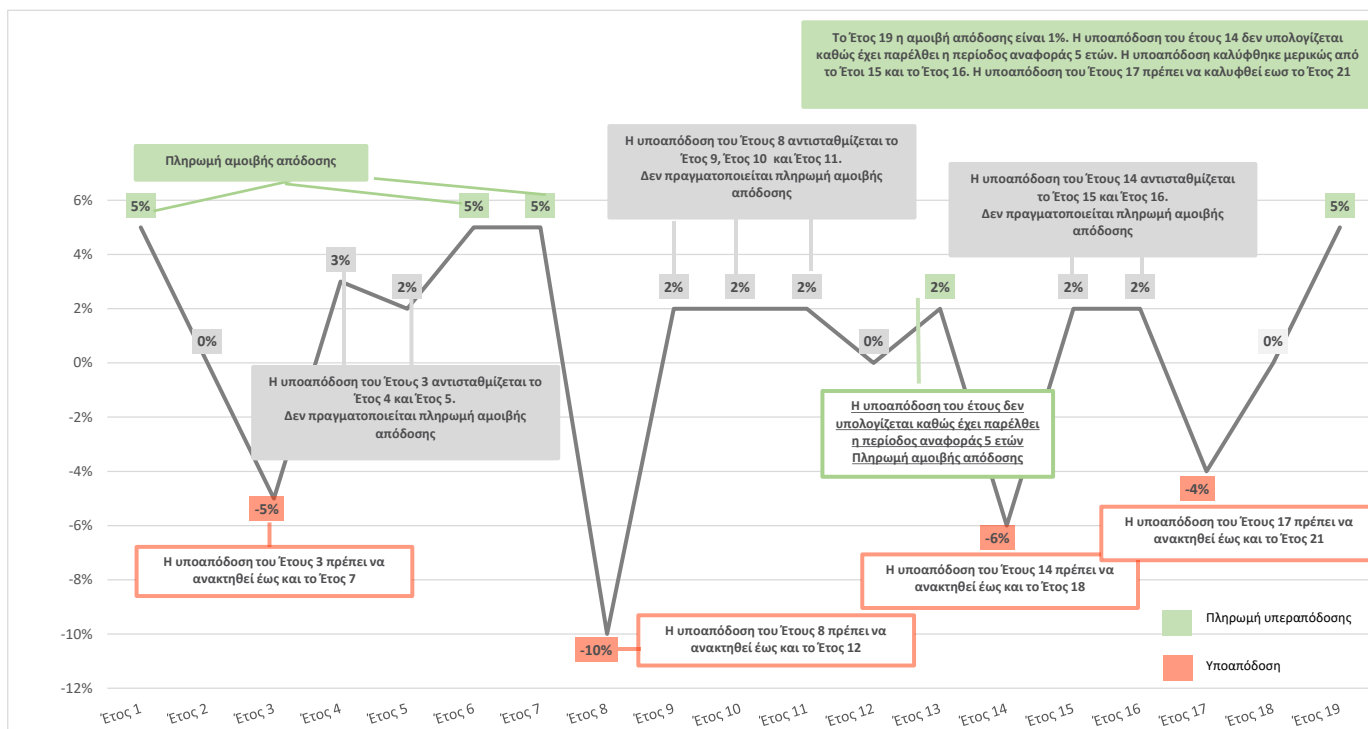 Το Έτος 19 η αμοιβή απόδοσης είναι 1%. Η υποαπόδοση του έτους 14 δεν υπολογίζεται
καθώς έχει παρέλθει η περίοδος αναφοράς 5 ετών. Η υποαπόδοση καλύφθηκε μερικώς από
το Έτοι 15 και το Έτος 16. Η υποαπόδοση του Έτους 17 πρέπει να καλυφθεί εωσ το Έτος 21
Πληρωμή αμοιβής απόδοσης
Η υποαπόδοση του Έτους 8 αντισταθμίζεται το
Έτος 9, Έτος 10 και Έτος 11.
Δεν πραγματοποιείται πληρωμή αμοιβής
απόδοσης
Η υποαπόδοση του Έτους 14 αντισταθμίζεται
το Έτος 15 και Έτος 16.
Δεν πραγματοποιείται πληρωμή αμοιβής
απόδοσης
6%
4%
2%
0%
-2%
-4%
-6%
-8%
-10%
-12%
5%
0%
-5%
3%
2%
5%
5%
-10%
2%
2%
2%
0%
2%
-6%
2%
2%
-4%
0%
5%
Η υποαπόδοση του Έτους 3 αντισταθμίζεται το
Έτος 4 και Έτος 5.
Δεν πραγματοποιείται πληρωμή αμοιβής
απόδοσης
Η υποαπόδοση του έτους δεν
υπολογίζεται καθώς έχει παρέλθει
η περίοδος αναφοράς 5 ετών
Πληρωμή αμοιβής απόδοσης
Η υποαπόδοση του Έτους 3 πρέπει να
ανακτηθεί έως και το Έτος 7
Η υποαπόδοση του Έτους 8 πρέπει να
ανακτηθεί έως και το Έτος 12
Η υποαπόδοση του Έτους 14 πρέπει να
ανακτηθεί έως και το Έτος 18
Η υποαπόδοση του Έτους 17 πρέπει να
ανακτηθεί έως και το Έτος 21
Πληρωμή υπεραπόδοσης
Υποαπόδοση
Έτος 1
Έτος 2
Έτος 3
Έτος 4
Έτος 5
Έτος 6
Έτος 7
Έτος 8
Έτος 9
Έτος 10
Έτος 11
Έτος 12
Έτος 13
Έτος 14
Έτος 15
Έτος 16
Έτος 17
Έτος 18
Έτος 19